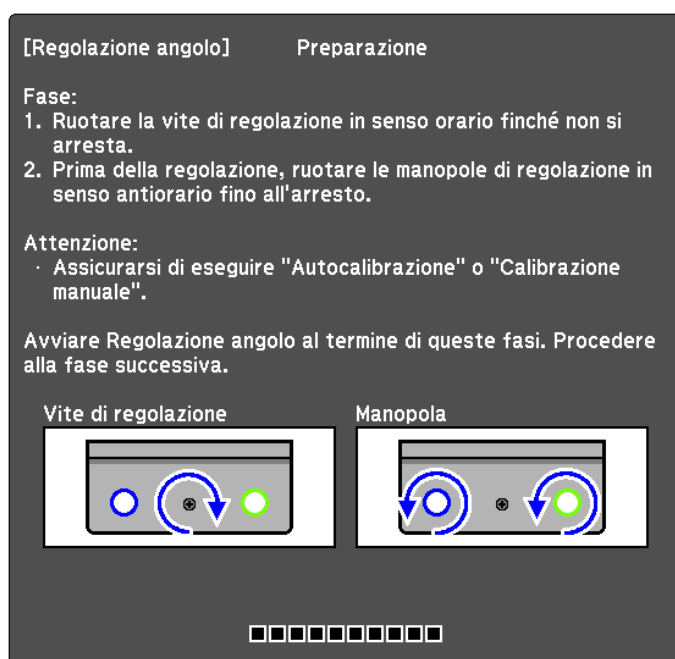 [Regolazione angolo] Preparazione
Fase:
1. Ruotare la vite di regolazione in senso orario finché non si
arresta.
2. Prima della regolazione, ruotare le manopole di regolazione in
senso antiorario fino all'arresto.
Attenzione:
· Assicurarsi di eseguire "Autocalibrazione" o "Calibrazione
manuale".
Avviare Regolazione angolo al termine di queste fasi. Procedere
alla fase successiva.
Vite di regolazione
Manopola